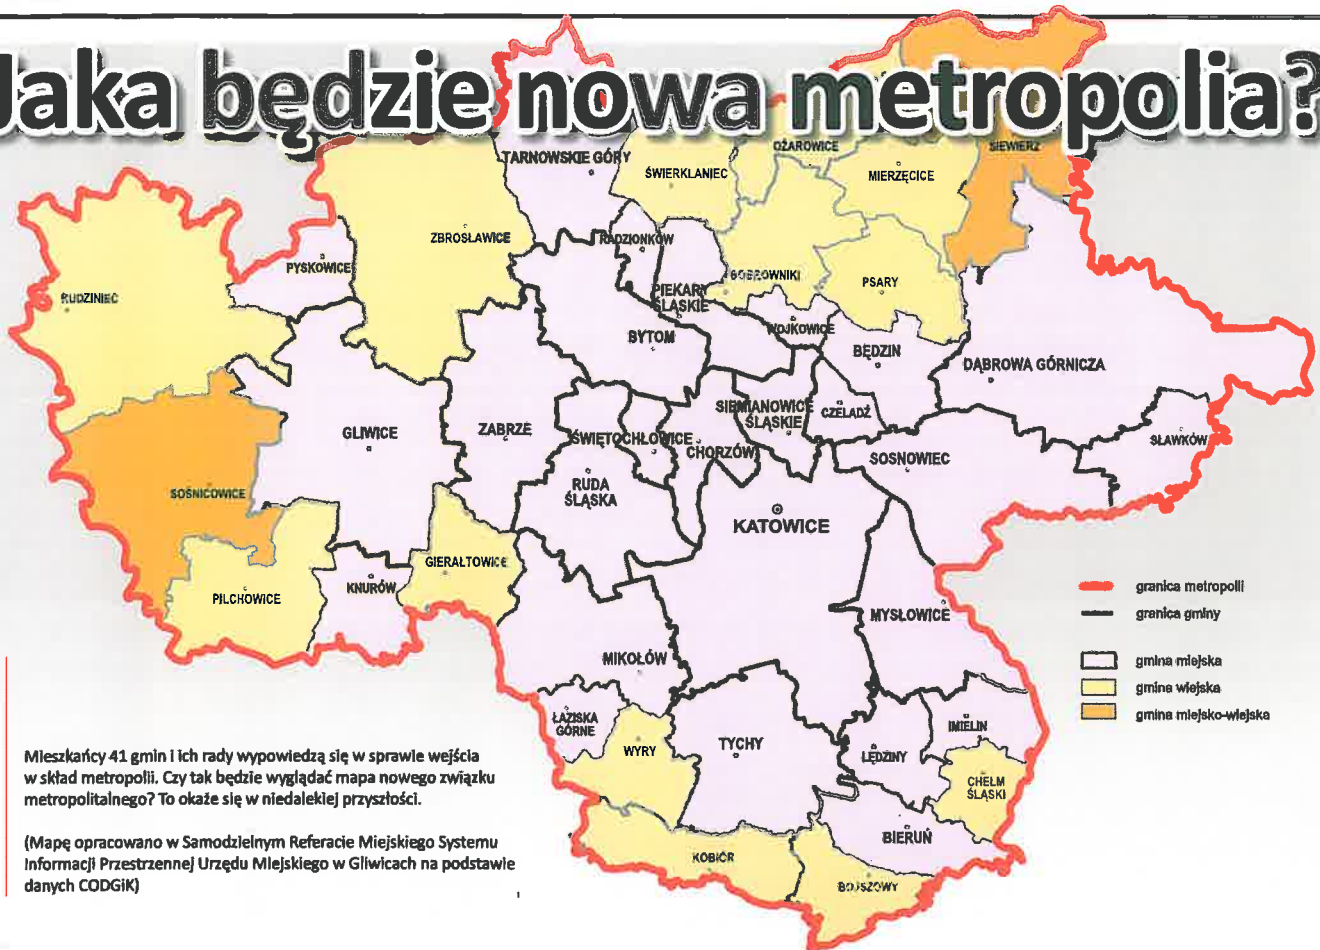 Jaka będzie nowa metropolia?
TARNOWSKIE GÓRY
ŚWIERKLANIEC
OŻAROWICE
MIERZĘCICE
SIEWIERZ
ZBROSŁAWICE
RADZIONKÓW
PYSKOWICE
RUDZINIEC
PIEKARY
ŚLĄSKIE
BOBROWNIKI
PSARY
BYTOM
WOJKOWICE
BĘDZIN
DĄBROWA GÓRNICZA
GLIWICE
ZABRZE
ŚWIĘTOCHŁOWICE
CHORZÓW
SIEMIANOWICE
ŚLĄSKIE
CZELADŹ
SOSNOWIEC
SŁAWKÓW
SOŚNICOWICE
RUDA
ŚLĄSKA
KATOWICE
GIERAŁTOWICE
KNURÓW
PILCHOWICE
MYSŁOWICE
MIKOŁÓW
ŁAZISKA
GÓRNE
WYRY
TYCHY
LĘDZINY
IMIELIN
CHEŁM
ŚLĄSKI
BIERUŃ
KOBIÓR
BOJSZOWY
granica metropolii
granica gminy
gmina miejska
gmina wiejska
gmina miejsko-wiejska
Mieszkańcy 41 gmin i ich rady wypowiedzą się w sprawie wejścia
w skład metropolii. Czy tak będzie wyglądać mapa nowego związku
metropolitalnego? To okaże się w niedalekiej przyszłości.
(Mapę opracowano w Samodzielnym Referacie Miejskiego Systemu
Informacji Przestrzennej Urzędu Miejskiego w Gliwicach na podstawie
danych CODGiK)